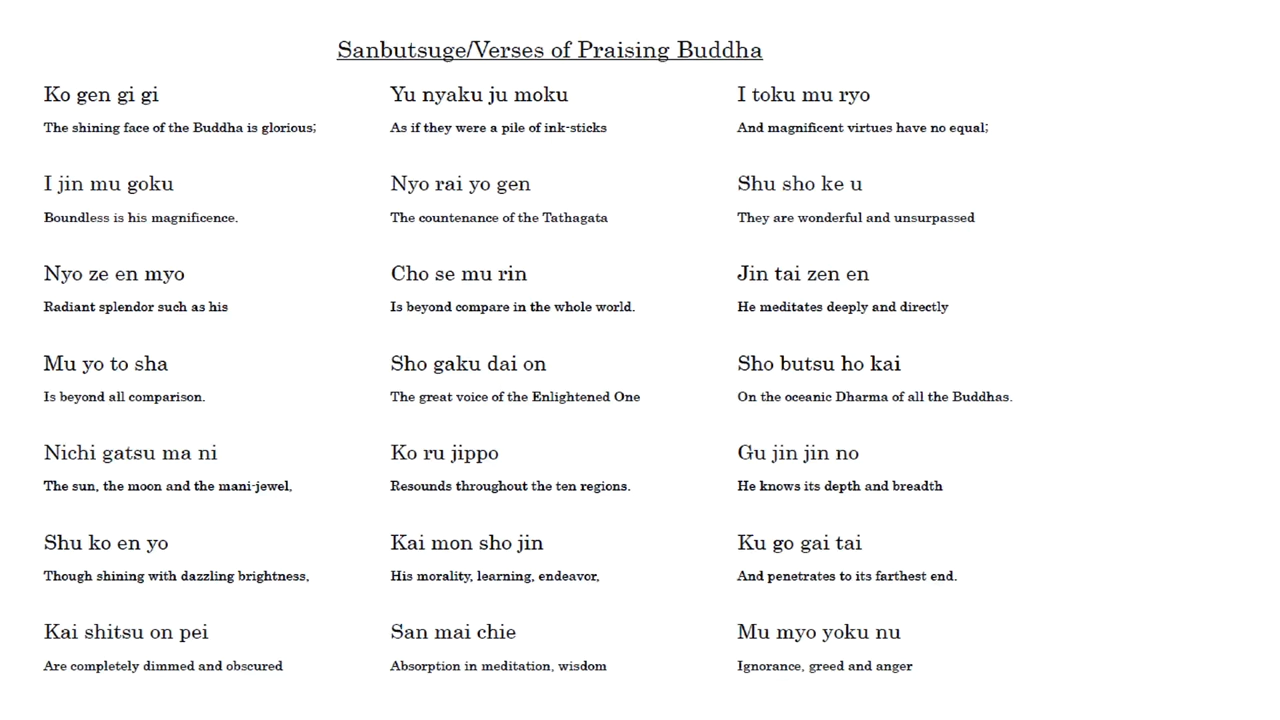 Sanbutsuge/Verses of Praising Buddha
Ko gen gi gi
The shining face of the Buddha is glorious;
I jin mu goku
Boundless is his magnificence.
Nyo ze en myo
Radiant splendor such as his
Mu yo to sha
Is beyond all comparison.
Nichi gatsu ma ni
The sun, the moon and the mani-jewel,
Shu ko en yo
Though shining with dazzling brightness,
Kai shitsu on pei
Are completely dimmed and obscured
Yu nyaku ju moku
As if they were a pile of ink-sticks
Nyo rai yo gen
The countenance of the Tathagata
Cho se mu rin
Is beyond compare in the whole world.
Sho gaku dai on
The great voice of the Enlightened One
Ko ru jippo
Resounds throughout the ten regions.
Kai mon sho jin
His morality, learning, endeavor,
San mai chie
Absorption in meditation, wisdom
I toku mu ryo
And magnificent virtues have no equal;
Shu sho ke u
They are wonderful and unsurpassed
Jin tai zen en
He meditates deeply and directly
Sho butsu ho kai
On the oceanic Dharma of all the Buddhas.
Gu jin jin no
He knows its depth and breadth
Ku go gai tai
And penetrates to its farthest end.
Mu myo yoku nu
Ignorance, greed and anger